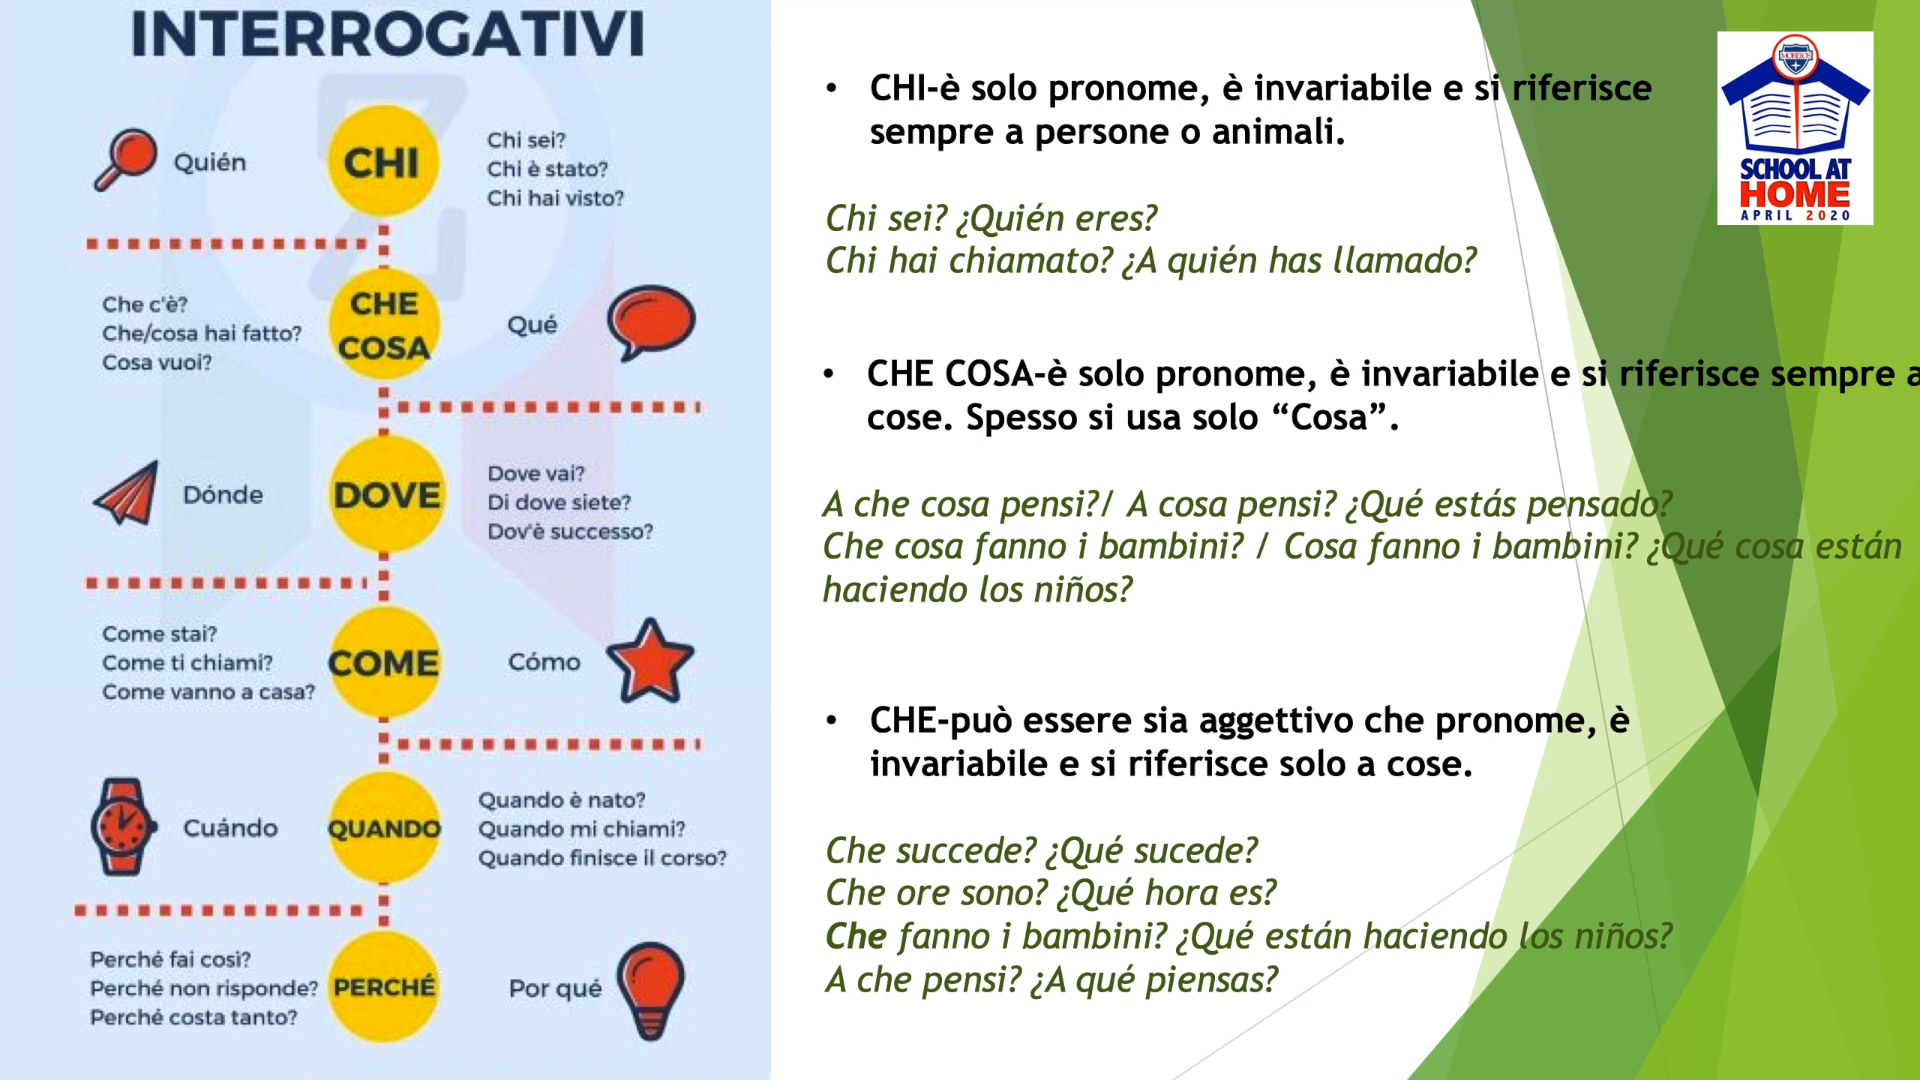 INTERROGATIVI
Quién
CHI
Chi sei?
Chi è stato?
Chi hai visto?
Che c'è?
Che/cosa hai fatto?
Cosa vuoi?
CHE
COSA
Qué
Dónde
DOVE
Dove vai?
Di dove siete?
Dov'è successo?
Come stai?
Come ti chiami?
Come vanno a casa?
COME
Cómo
Cuándo
QUANDO
Quando è nato?
Quando mi chiami?
Quando finisce il corso?
Perché fai così?
Perché non risponde?
Perché costa tanto?
PERCHÉ
Por qué
• CHI-è solo pronome, è invariabile e si riferisce
sempre a persone o animali.
Chi sei? ¿Quién eres?
Chi hai chiamato? ¿A quién has llamado?
• CHE COSA-è solo pronome, è invariabile e si riferisce sempre a
cose. Spesso si usa solo “Cosa”.
A che cosa pensi?/ A cosa pensi? ¿Qué estás pensado?
Che cosa fanno i bambini? / Cosa fanno i bambini? ¿Qué cosa están
haciendo los niños?
• CHE-può essere sia aggettivo che pronome, è
invariabile e si riferisce solo a cose.
Che succede? ¿Qué sucede?
Che ore sono? ¿Qué hora es?
Che fanno i bambini? ¿Qué están haciendo los niños?
A che pensi? ¿A qué piensas?
MORELOS
SCHOOL AT
HOME
APRIL 2020